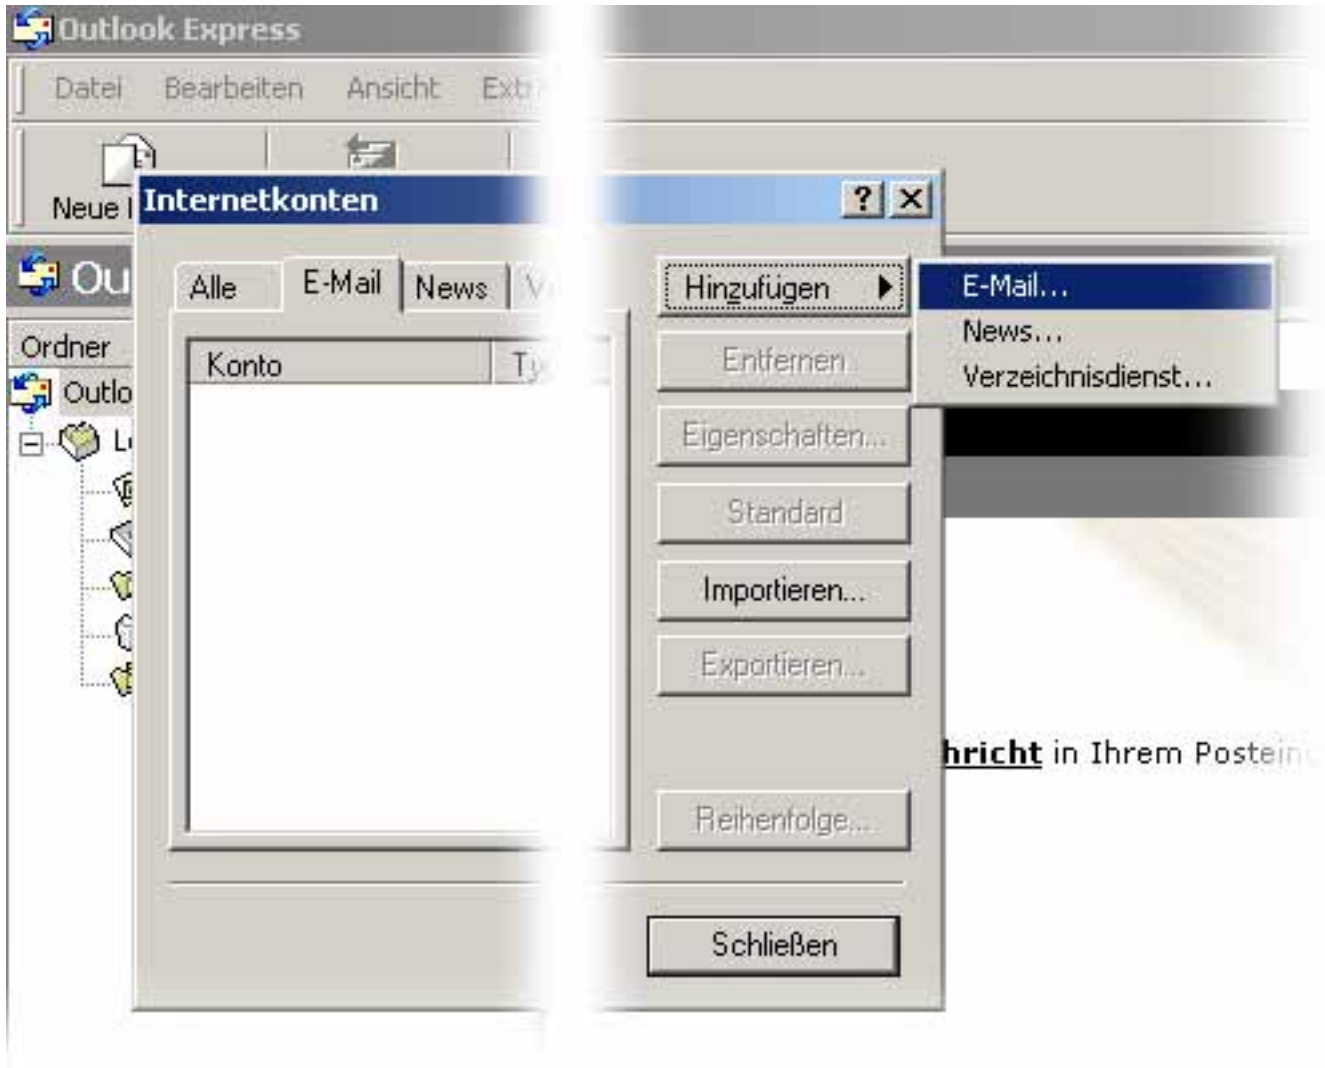 Outlook Express
Datei Bearbeiten Ansicht
Neue
Internetkonten ? X
Alle E-Mail News
Hinzufügen
E-Mail...
News...
Verzeichnisdienst...
Ordner
Konto
Entfernen
Eigenschaften...
Standard
Importieren...
Exportieren...
hricht in Ihrem Postein
Reihenfolge...
Schließen